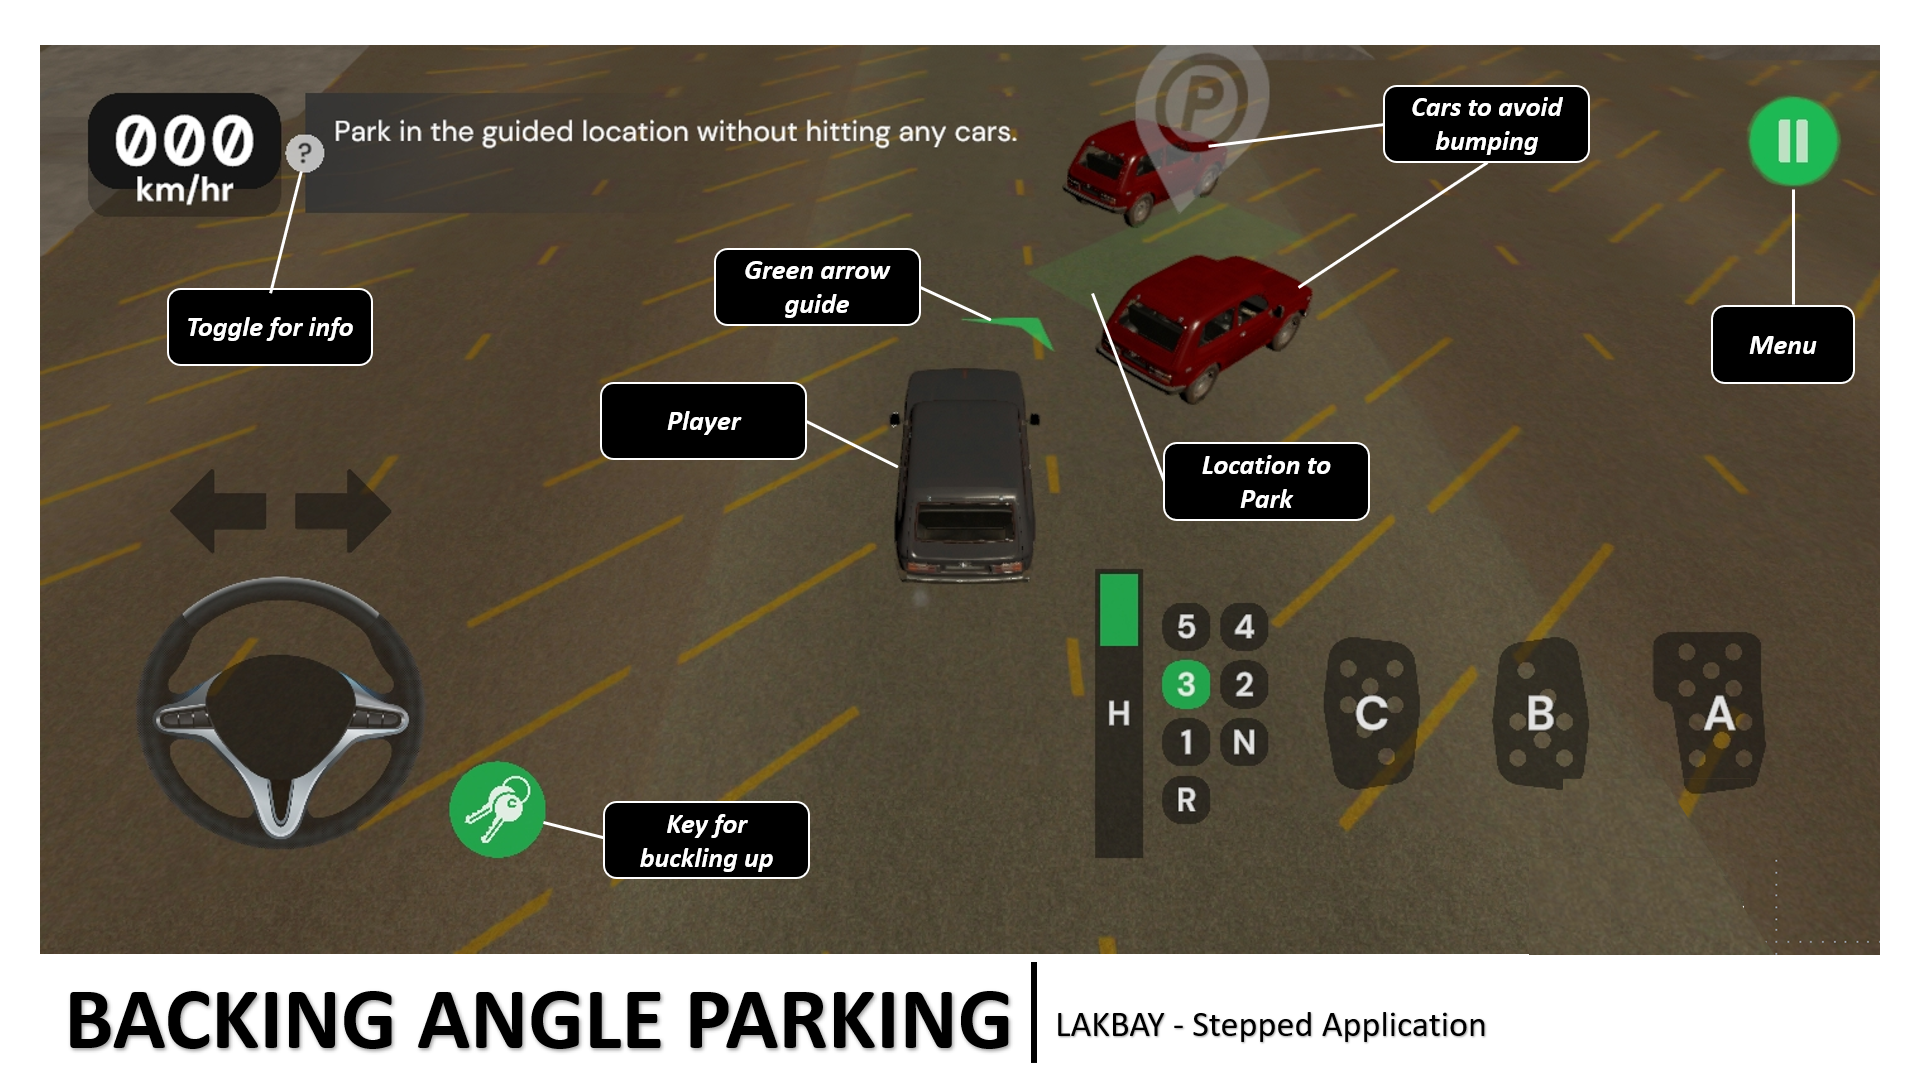 000
km/hr
?
Park in the guided location without hitting any cars.
P
Cars to avoid
bumping
Toggle for info
Green arrow
guide
Menu
Player
Location to
Park
H
5 4
3 2
1 N
R
C
B
A
Key for
buckling up
BACKING ANGLE PARKING
LAKBAY - Stepped Application